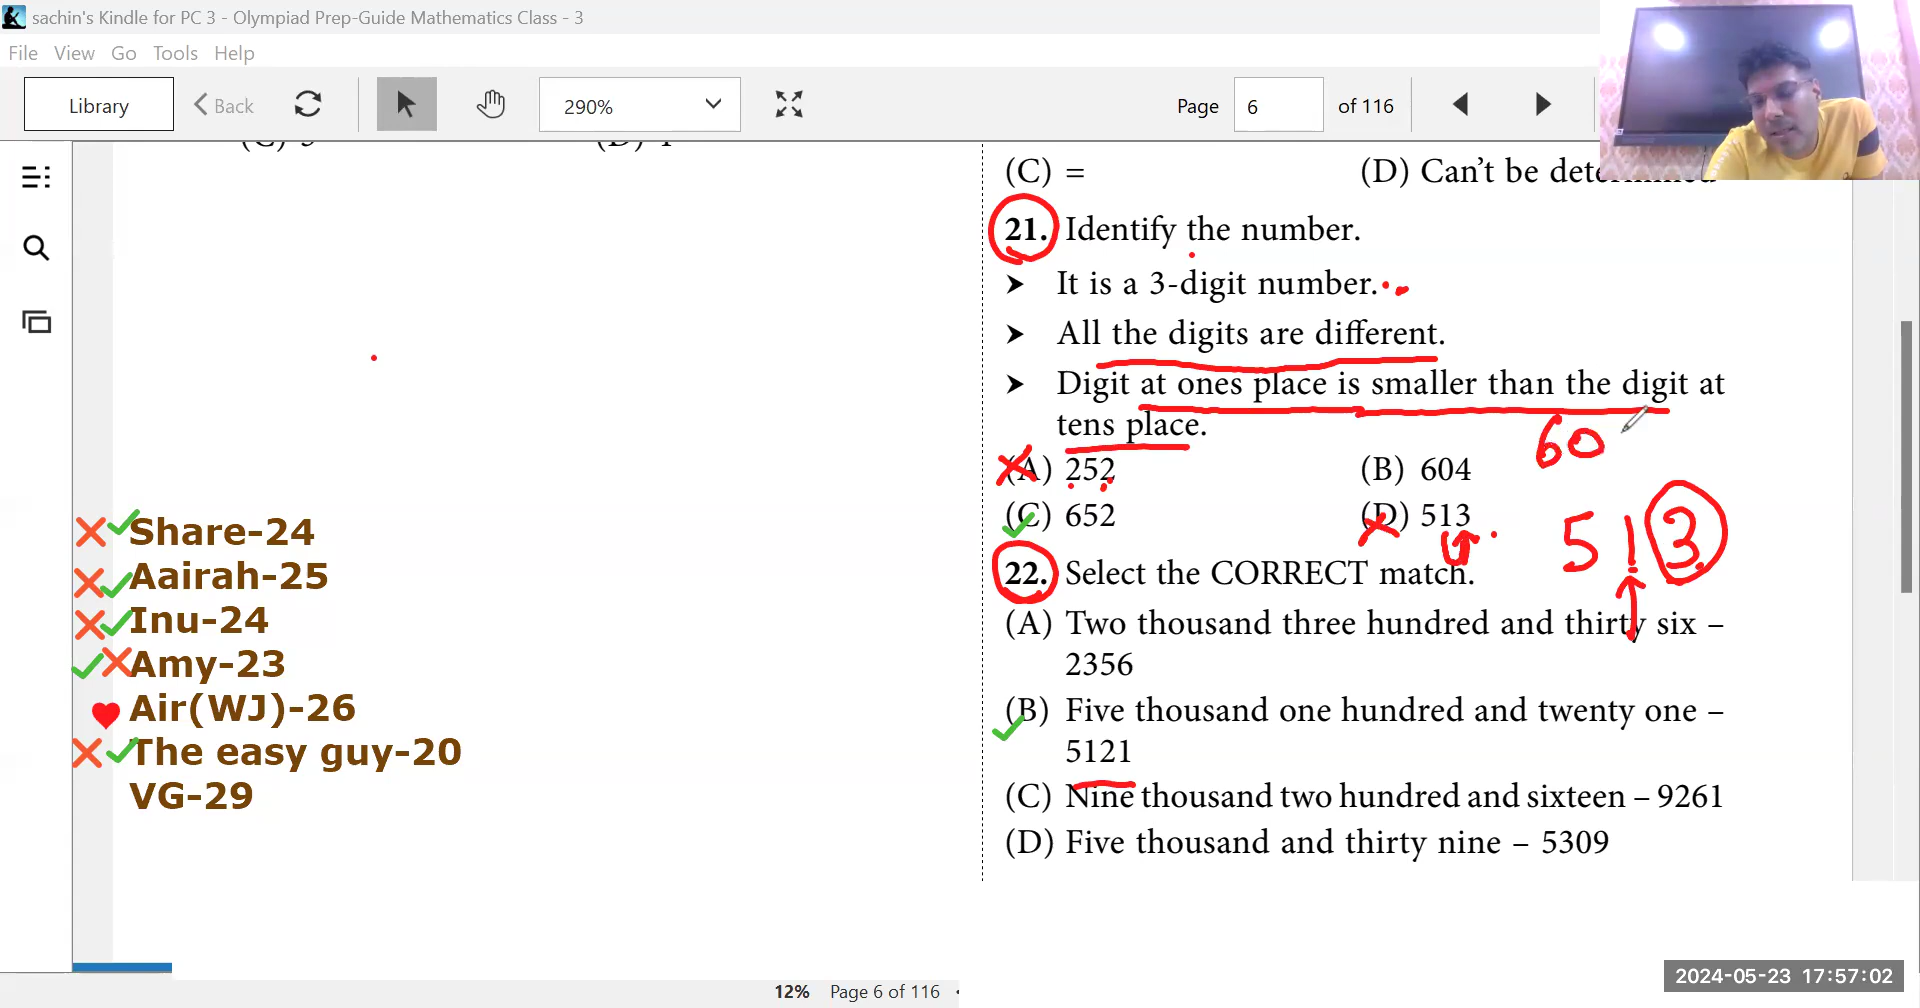 sachin's Kindle for PC 3 - Olympiad Prep-Guide Mathematics Class - 3
File View Go Tools Help
Library
Back
290%
Page 6 of 116
(C) = (D) Can't be determined
21. Identify the number.
➤ It is a 3-digit number.
➤ All the digits are different.
➤ Digit at ones place is smaller than the digit at
tens place.
60
(A) 252 (B) 604
(C) 652 (D) 513
513
22. Select the CORRECT match.
(A) Two thousand three hundred and thirty six –
2356
(B) Five thousand one hundred and twenty one –
5121
(C) Nine thousand two hundred and sixteen – 9261
(D) Five thousand and thirty nine – 5309
Share-24
Aairah-25
Inu-24
Amy-23
Air(WJ)-26
The easy guy-20
VG-29
2024-05-23 17:57:02
12% Page 6 of 116